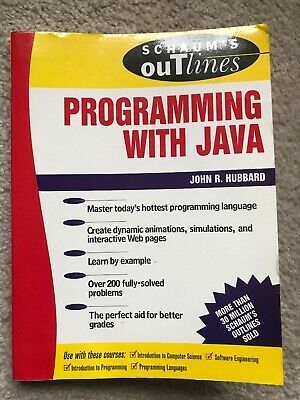 SCHAUM'S
OUTlines
PROGRAMMING
WITH JAVA
JOHN R. HUBBARD
Master today's hottest programming language
Create dynamic animations, simulations, and
interactive Web pages
Learn by example
Over 200 fully-solved
problems
The perfect aid for better
grades
MORE THAN
30 MILLION
SCHAUM'S
OUTLINES
SOLD
Use with these courses: Introduction to Computer Science Software Engineering
Introduction to Programming Programming Languages